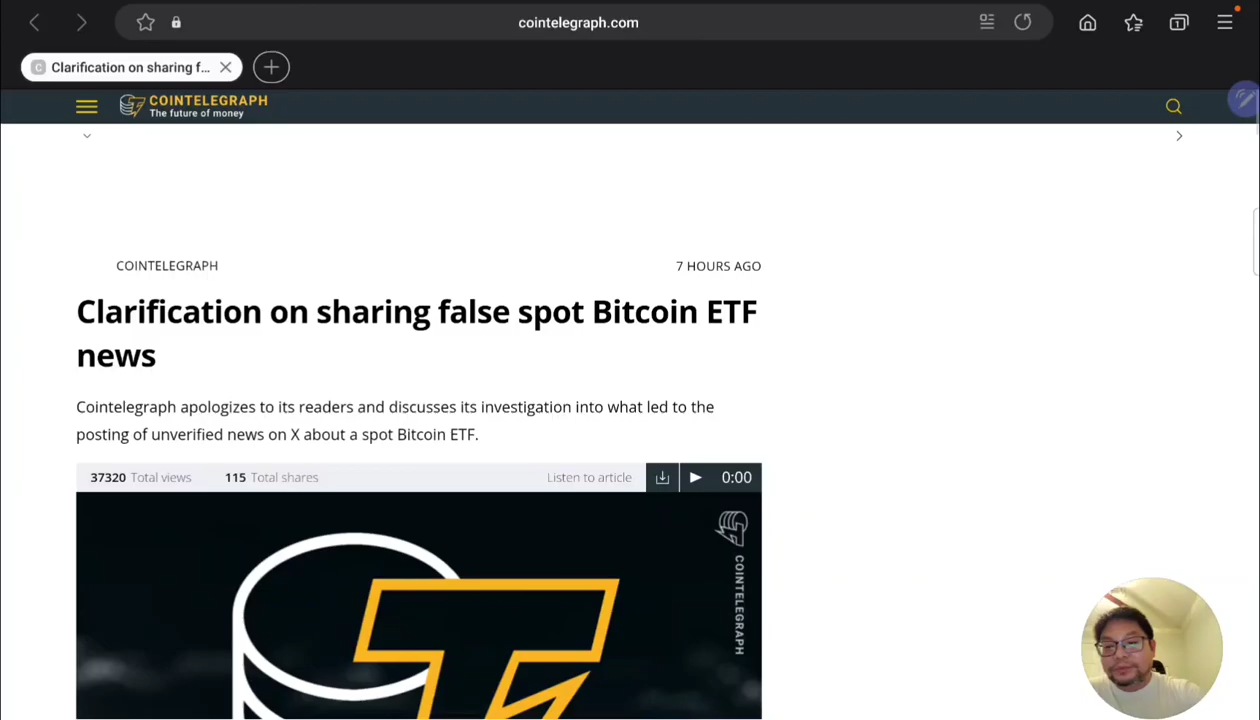 cointelegraph.com
1
C Clarification on sharing f...
COINTELEGRAPH
The future of money
COINTELEGRAPH
7 HOURS AGO
Clarification on sharing false spot Bitcoin ETF
news
Cointelegraph apologizes to its readers and discusses its investigation into what led to the
posting of unverified news on X about a spot Bitcoin ETF.
37320 Total views
115 Total shares
Listen to article
0:00
COINTELEGRAPH